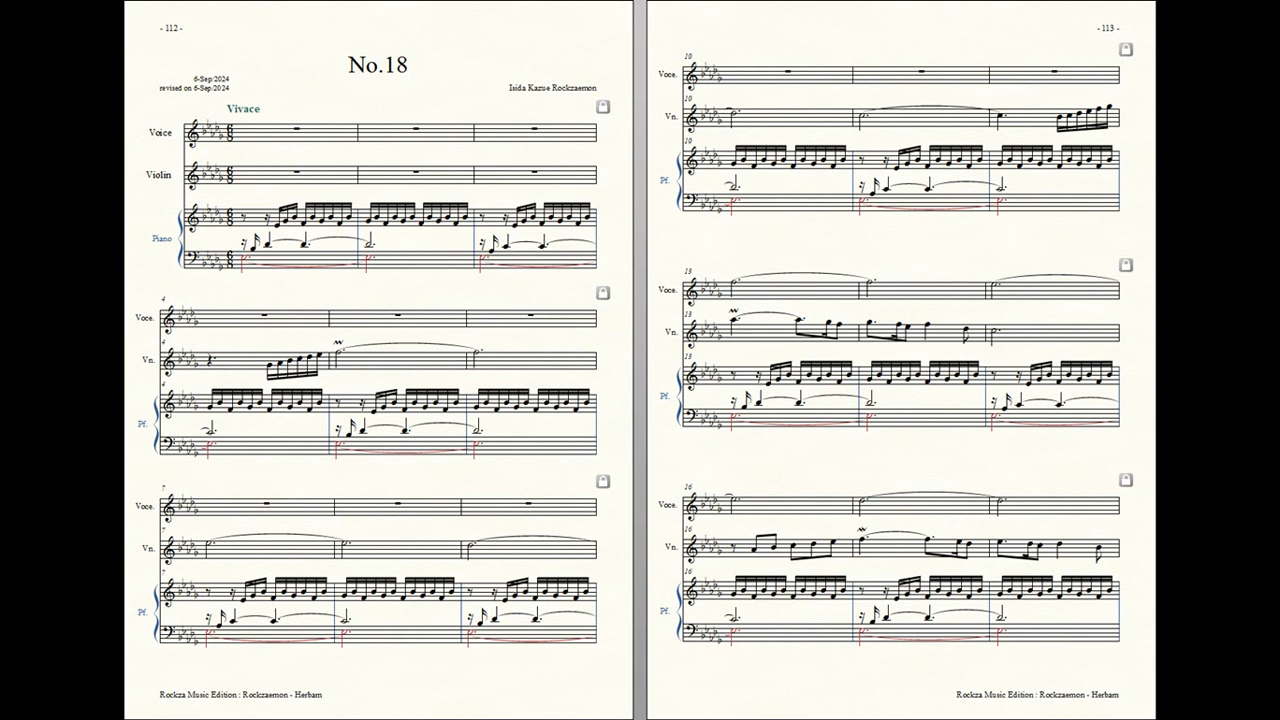 - 112 -
No.18
6-Sep/2024
revised on 6-Sep/2024
Isida Kazue Rockzaemon
Vivace
Voice
Violin
Piano
4
Voce.
4
Vn.
4
Pf.
7
Voce.
7
Vn.
7
Pf.
Rockza Music Edition : Rockzaemon - Herbam
- 113 -
10
Voce.
10
Vn.
10
Pf.
13
Voce.
13
Vn.
13
Pf.
16
Voce.
16
Vn.
16
Pf.
Rockza Music Edition : Rockzaemon - Herbam